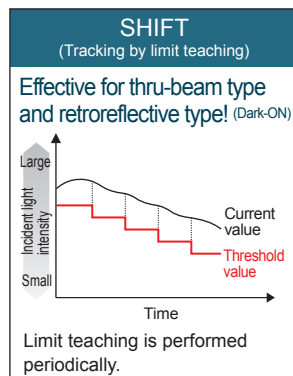 SHIFT
(Tracking by limit teaching)
Effective for thru-beam type
and retroreflective type! (Dark-ON)
Large
Incident light
intensity
Small
Current
value
Threshold
value
Time
Limit teaching is performed
periodically.